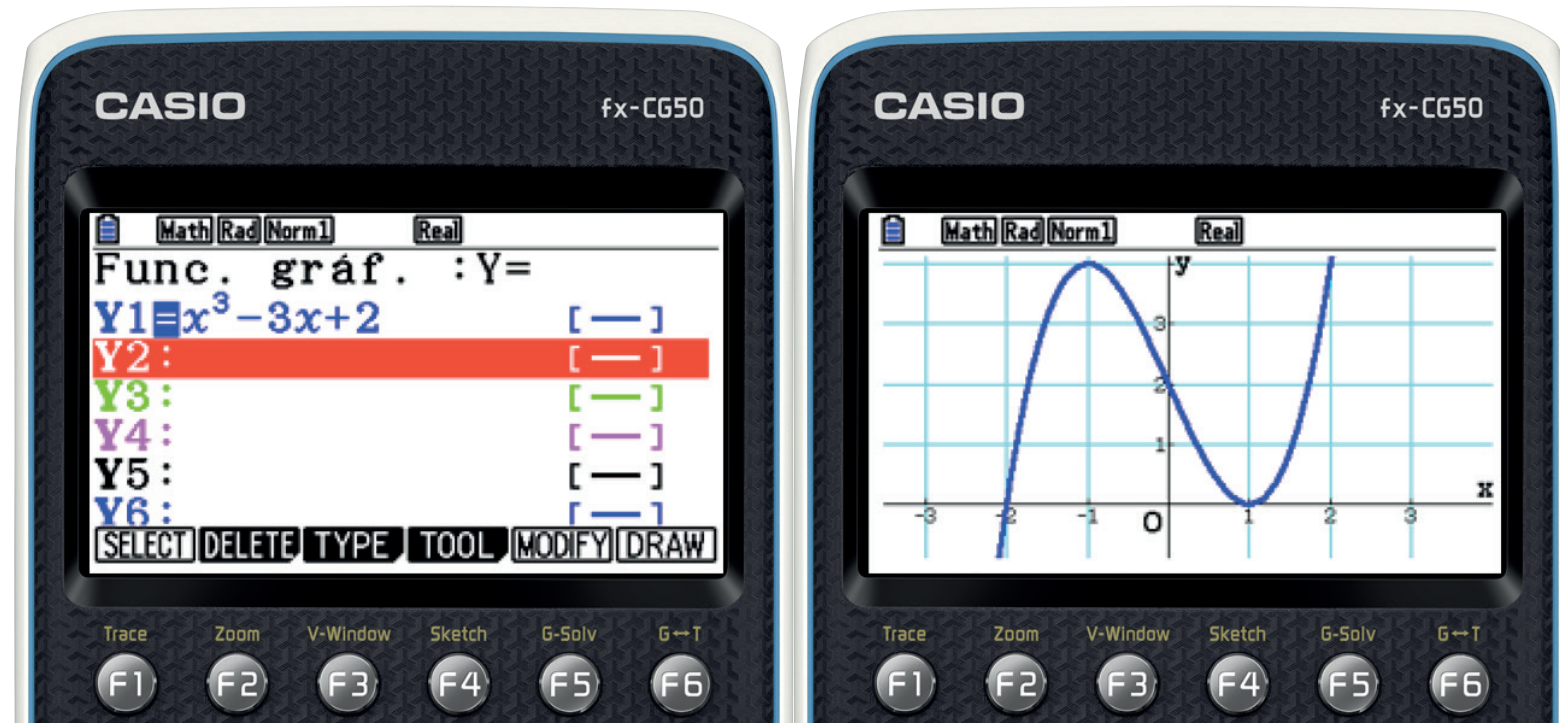 CASIO fx-CG50
Math Rad Norm1 Real
Func. gráf. :Y=
Y1=x³-3x+2 [—]
Y2: [—]
Y3: [—]
Y4: [—]
Y5: [—]
Y6: [—]
SELECT DELETE TYPE TOOL MODIFY DRAW
Trace Zoom V-Window Sketch G-Solv G↔T
F1 F2 F3 F4 F5 F6
CASIO fx-CG50
Math Rad Norm1 Real
y
3
2
1
x
-3 -2 -1 O 1 2 3
Trace Zoom V-Window Sketch G-Solv G↔T
F1 F2 F3 F4 F5 F6